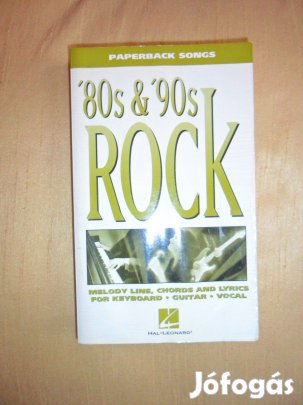 PAPERBACK SONGS
'80s & '90s
ROCK
MELODY LINE, CHORDS AND LYRICS
FOR KEYBOARD • GUITAR • VOCAL
HAL•LEONARD®
Jófogás